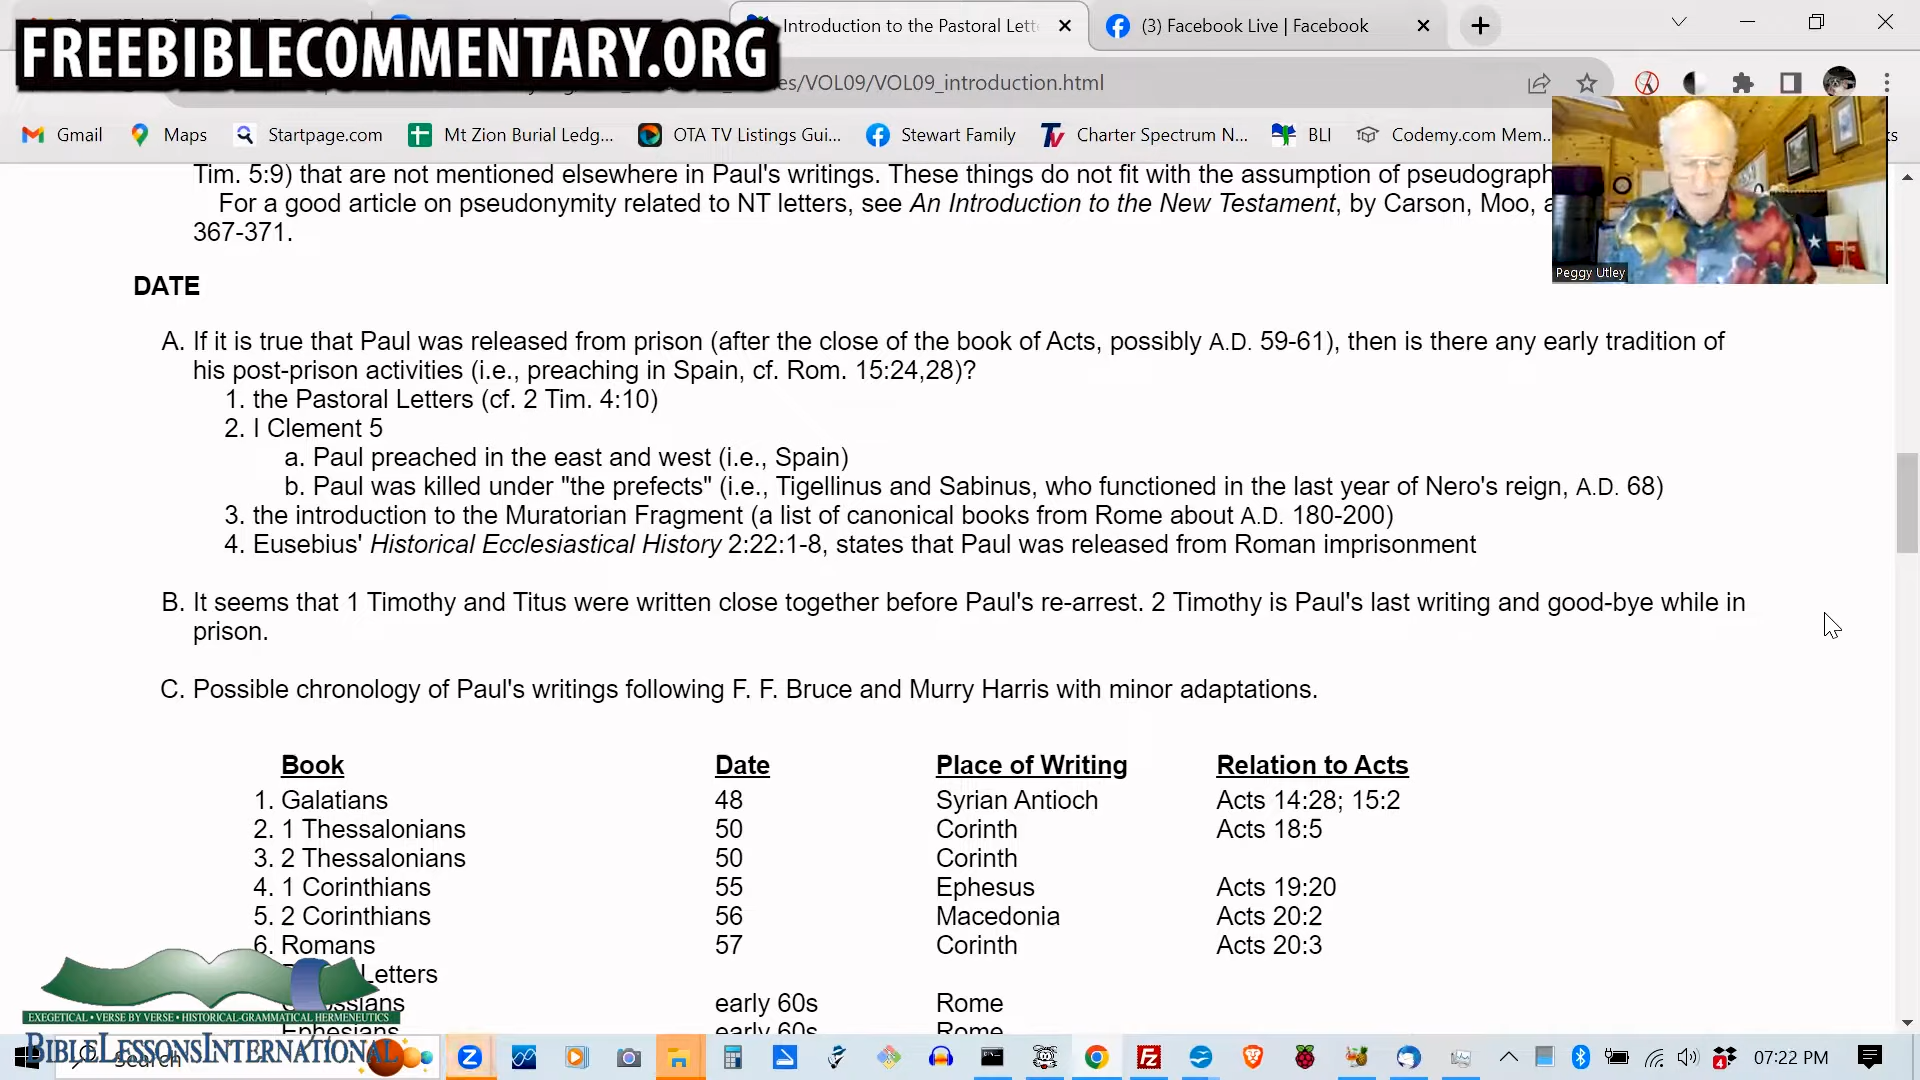 Introduction to the Pastoral Lett
(3) Facebook Live | Facebook
FREEBIBLECOMMENTARY.ORG
es/VOL09/VOL09_introduction.html
Gmail
Maps
Startpage.com
Mt Zion Burial Ledg...
OTA TV Listings Gui...
Stewart Family
Charter Spectrum N...
BLI
Codemy.com Mem...
ks
Tim. 5:9) that are not mentioned elsewhere in Paul's writings. These things do not fit with the assumption of pseudograph
For a good article on pseudonymity related to NT letters, see An Introduction to the New Testament, by Carson, Moo, a
367-371.
Peggy Utley
DATE
A. If it is true that Paul was released from prison (after the close of the book of Acts, possibly A.D. 59-61), then is there any early tradition of
his post-prison activities (i.e., preaching in Spain, cf. Rom. 15:24,28)?
1. the Pastoral Letters (cf. 2 Tim. 4:10)
2. I Clement 5
a. Paul preached in the east and west (i.e., Spain)
b. Paul was killed under "the prefects" (i.e., Tigellinus and Sabinus, who functioned in the last year of Nero's reign, A.D. 68)
3. the introduction to the Muratorian Fragment (a list of canonical books from Rome about A.D. 180-200)
4. Eusebius' Historical Ecclesiastical History 2:22:1-8, states that Paul was released from Roman imprisonment
B. It seems that 1 Timothy and Titus were written close together before Paul's re-arrest. 2 Timothy is Paul's last writing and good-bye while in
prison.
C. Possible chronology of Paul's writings following F. F. Bruce and Murry Harris with minor adaptations.
Book Date Place of Writing Relation to Acts
1. Galatians 48 Syrian Antioch Acts 14:28; 15:2
2. 1 Thessalonians 50 Corinth Acts 18:5
3. 2 Thessalonians 50 Corinth
4. 1 Corinthians 55 Ephesus Acts 19:20
5. 2 Corinthians 56 Macedonia Acts 20:2
6. Romans 57 Corinth Acts 20:3
Letters
ssians early 60s Rome
Ephesians early 60s Rome
EXEGETICAL • VERSE BY VERSE • HISTORICAL-GRAMMATICAL HERMENEUTICS
BIBLELESSONSINTERNATIONAL
Search
4
07:22 PM